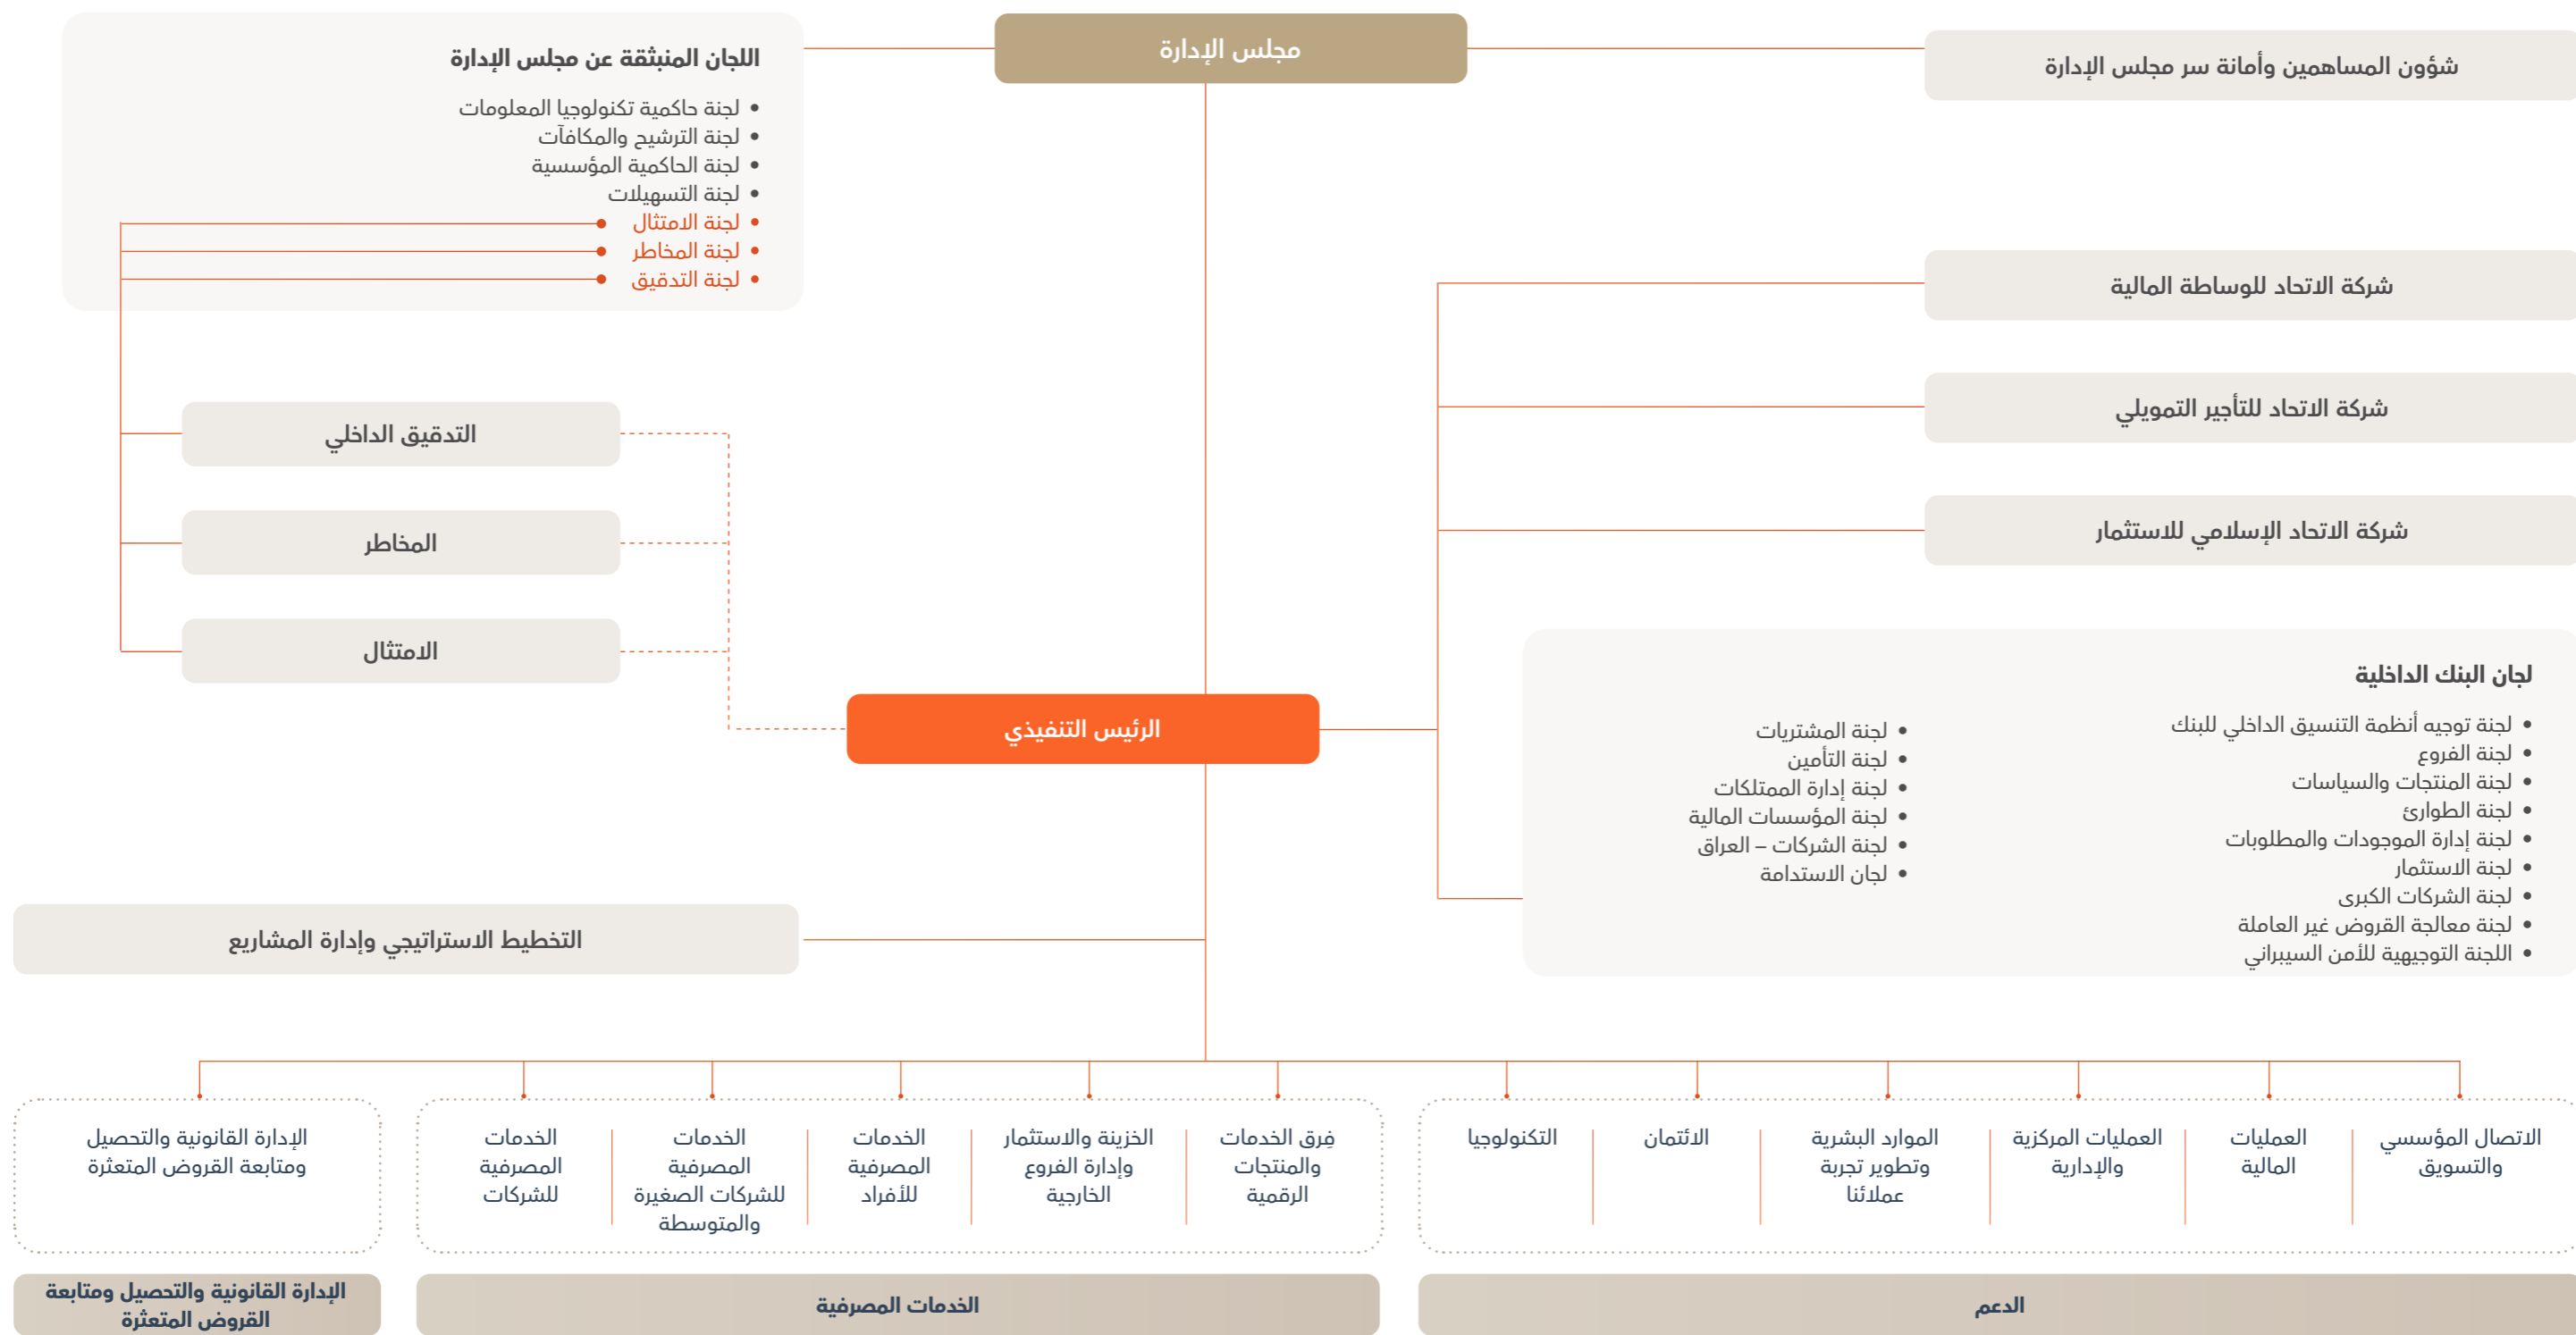 مجلس الإدارة
شؤون المساهمين وأمانة سر مجلس الإدارة
اللجان المنبثقة عن مجلس الإدارة
• لجنة حاكمية تكنولوجيا المعلومات
• لجنة الترشيح والمكافآت
• لجنة الحاكمية المؤسسية
• لجنة التسهيلات
• لجنة الامتثال
• لجنة المخاطر
• لجنة التدقيق
شركة الاتحاد للوساطة المالية
شركة الاتحاد للتأجير التمويلي
شركة الاتحاد الإسلامي للاستثمار
التدقيق الداخلي
المخاطر
الامتثال
الرئيس التنفيذي
لجان البنك الداخلية
• لجنة توجيه أنظمة التنسيق الداخلي للبنك
• لجنة الفروع
• لجنة المنتجات والسياسات
• لجنة الطوارئ
• لجنة إدارة الموجودات والمطلوبات
• لجنة الاستثمار
• لجنة الشركات الكبرى
• لجنة معالجة القروض غير العاملة
• اللجنة التوجيهية للأمن السيبراني
• لجنة المشتريات
• لجنة التأمين
• لجنة إدارة الممتلكات
• لجنة المؤسسات المالية
• لجنة الشركات – العراق
• لجان الاستدامة
التخطيط الاستراتيجي وإدارة المشاريع
الاتصال المؤسسي
والتسويق
العمليات
المالية
العمليات المركزية
والإدارية
الموارد البشرية
وتطوير تجربة
عملائنا
الائتمان
التكنولوجيا
فِرق الخدمات
والمنتجات
الرقمية
الخزينة والاستثمار
وإدارة الفروع
الخارجية
الخدمات
المصرفية
للأفراد
الخدمات
المصرفية
للشركات الصغيرة
والمتوسطة
الخدمات
المصرفية
للشركات
الإدارة القانونية والتحصيل
ومتابعة القروض المتعثرة
الدعم
الخدمات المصرفية
الإدارة القانونية والتحصيل ومتابعة
القروض المتعثرة